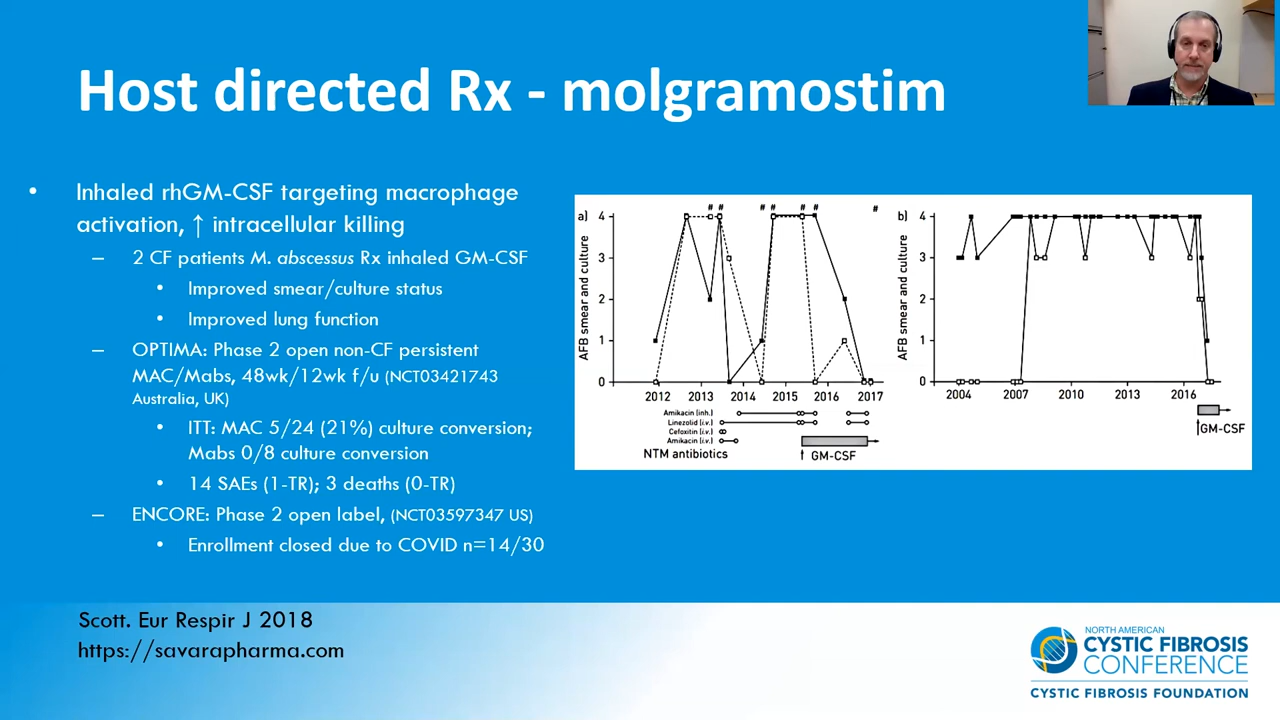 Host directed Rx - molgramostim
• Inhaled rhGM-CSF targeting macrophage
activation, ↑ intracellular killing
– 2 CF patients M. abscessus Rx inhaled GM-CSF
• Improved smear/culture status
• Improved lung function
– OPTIMA: Phase 2 open non-CF persistent
MAC/Mabs, 48wk/12wk f/u (NCT03421743
Australia, UK)
• ITT: MAC 5/24 (21%) culture conversion;
Mabs 0/8 culture conversion
• 14 SAEs (1-TR); 3 deaths (0-TR)
– ENCORE: Phase 2 open label, (NCT03597347 US)
• Enrollment closed due to COVID n=14/30
a)
# # # # # # #
AFB smear and culture
4
3
2
1
0
2012 2013 2014 2015 2016 2017
Amikacin (inh.)
Linezolid (i.v.)
Cefoxitin (i.v.)
Amikacin (i.v.)
NTM antibiotics
↑ GM-CSF
b)
AFB smear and culture
4
3
2
1
0
2004 2007 2010 2013 2016
↑GM-CSF
Scott. Eur Respir J 2018
https://savarapharma.com
NORTH AMERICAN
CYSTIC FIBROSIS
CONFERENCE
CYSTIC FIBROSIS FOUNDATION